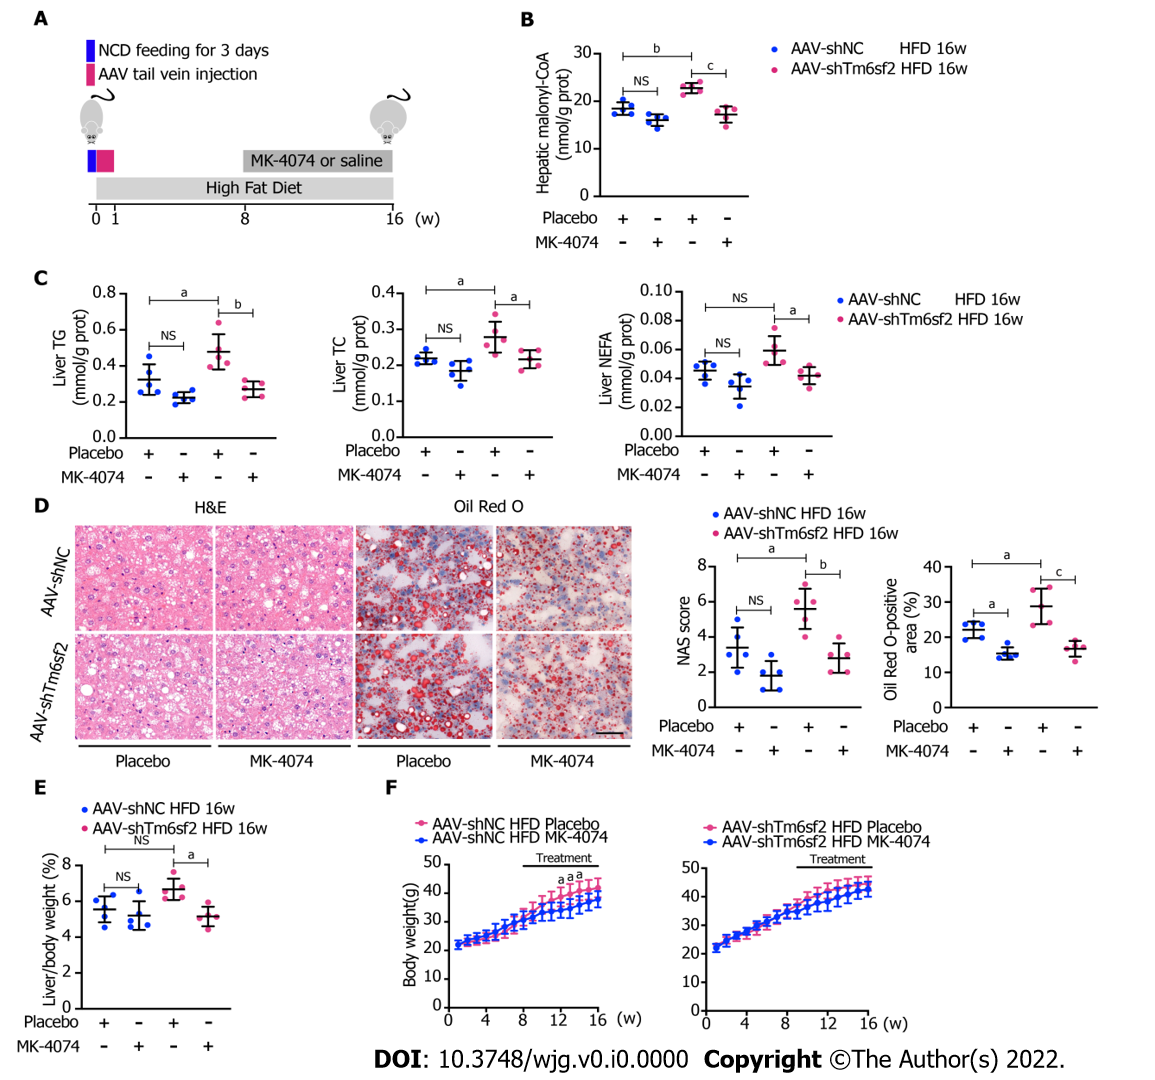 A
NCD feeding for 3 days
AAV tail vein injection
MK-4074 or saline
High Fat Diet
0 1 8 16 (w)
B
AAV-shNC HFD 16w
AAV-shTm6sf2 HFD 16w
Hepatic malonyl-CoA
(nmol/g prot)
30
20
10
0
b
c
NS
Placebo + - + -
MK-4074 - + - +
C
AAV-shNC HFD 16w
AAV-shTm6sf2 HFD 16w
Liver TG
(mmol/g prot)
0.8
0.6
0.4
0.2
0.0
a
b
NS
Placebo + - + -
MK-4074 - + - +
Liver TC
(mmol/g prot)
0.4
0.3
0.2
0.1
0.0
a
a
NS
Placebo + - + -
MK-4074 - + - +
Liver NEFA
(mmol/g prot)
0.10
0.08
0.06
0.04
0.02
0.00
NS
a
NS
Placebo + - + -
MK-4074 - + - +
D
H&E Oil Red O
AAV-shNC
AAV-shTm6sf2
Placebo MK-4074 Placebo MK-4074
AAV-shNC HFD 16w
AAV-shTm6sf2 HFD 16w
NAS score
8
6
4
2
0
a
b
NS
Placebo + - + -
MK-4074 - + - +
Oil Red O-positive
area (%)
40
30
20
10
0
a
c
a
Placebo + - + -
MK-4074 - + - +
E
AAV-shNC HFD 16w
AAV-shTm6sf2 HFD 16w
Liver/body weight (%)
8
6
4
2
0
NS
a
NS
Placebo + - + -
MK-4074 - + - +
F
AAV-shNC HFD Placebo
AAV-shNC HFD MK-4074
Treatment
a a a
Body weight(g)
50
40
30
20
10
0
0 4 8 12 16 (w)
AAV-shTm6sf2 HFD Placebo
AAV-shTm6sf2 HFD MK-4074
Treatment
50
40
30
20
10
0
0 4 8 12 16 (w)
DOI: 10.3748/wjg.v0.i0.0000 Copyright ©The Author(s) 2022.